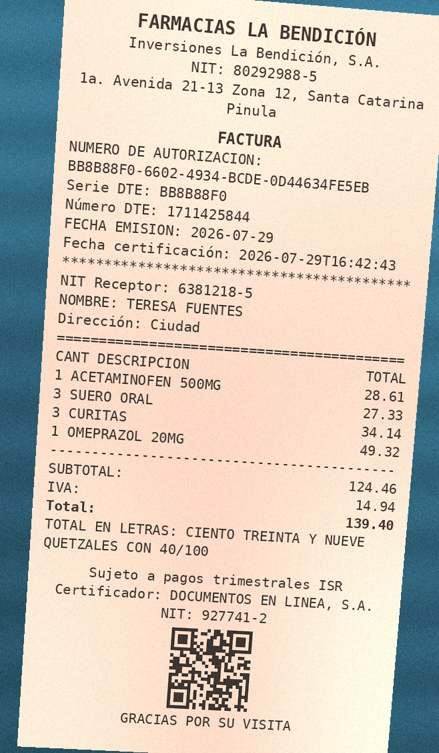 FARMACIAS LA BENDICIÓN
Inversiones La Bendición, S.A.
NIT: 80292988-5
1a. Avenida 21-13 Zona 12, Santa Catarina
Pinula
FACTURA
NUMERO DE AUTORIZACION:
BB8B88F0-6602-4934-BCDE-0D44634FE5EB
Serie DTE: BB8B88F0
Número DTE: 1711425844
FECHA EMISION: 2026-07-29
Fecha certificación: 2026-07-29T16:42:43
*****************************************
NIT Receptor: 6381218-5
NOMBRE: TERESA FUENTES
Dirección: Ciudad
=========================================
CANT DESCRIPCION TOTAL
1 ACETAMINOFEN 500MG 28.61
3 SUERO ORAL 27.33
3 CURITAS 34.14
1 OMEPRAZOL 20MG 49.32
-----------------------------------------
SUBTOTAL: 124.46
IVA: 14.94
Total: 139.40
TOTAL EN LETRAS: CIENTO TREINTA Y NUEVE
QUETZALES CON 40/100
Sujeto a pagos trimestrales ISR
Certificador: DOCUMENTOS EN LINEA, S.A.
NIT: 927741-2
GRACIAS POR SU VISITA